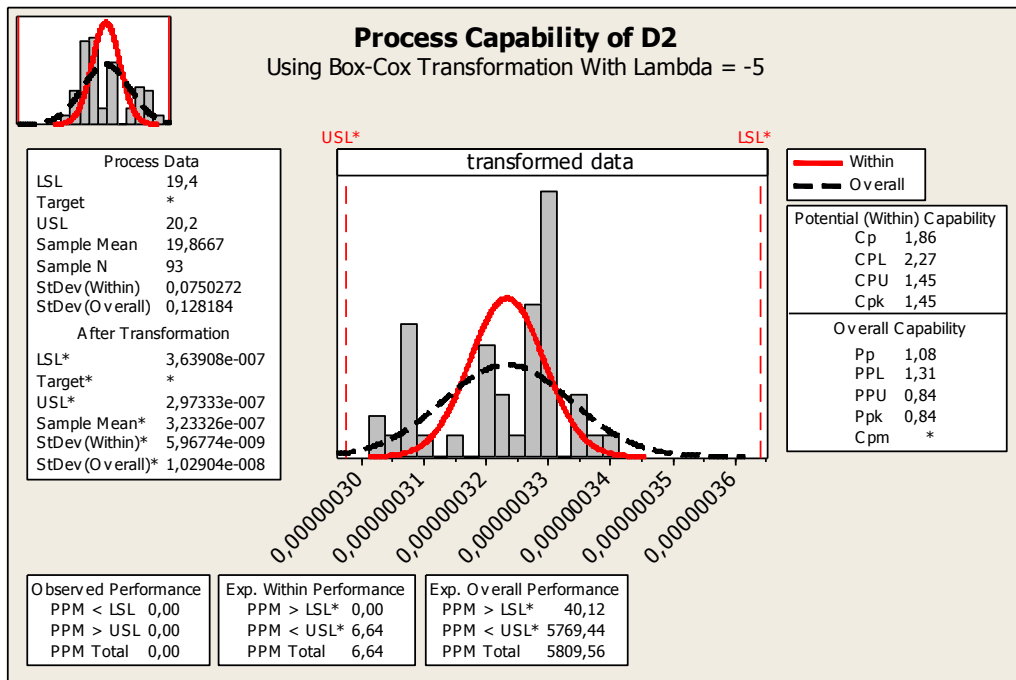 Process Capability of D2
Using Box-Cox Transformation With Lambda = -5
USL*
LSL*
transformed data
Within
Overall
Process Data
LSL 19,4
Target *
USL 20,2
Sample Mean 19,8667
Sample N 93
StDev(Within) 0,0750272
StDev(Overall) 0,128184
After Transformation
LSL* 3,63908e-007
Target* *
USL* 2,97333e-007
Sample Mean* 3,23326e-007
StDev(Within)* 5,96774e-009
StDev(Overall)* 1,02904e-008
Potential (Within) Capability
Cp 1,86
CPL 2,27
CPU 1,45
Cpk 1,45
Overall Capability
Pp 1,08
PPL 1,31
PPU 0,84
Ppk 0,84
Cpm *
0,00000030
0,00000031
0,00000032
0,00000033
0,00000034
0,00000035
0,00000036
Observed Performance
PPM < LSL 0,00
PPM > USL 0,00
PPM Total 0,00
Exp. Within Performance
PPM > LSL* 0,00
PPM < USL* 6,64
PPM Total 6,64
Exp. Overall Performance
PPM > LSL* 40,12
PPM < USL* 5769,44
PPM Total 5809,56